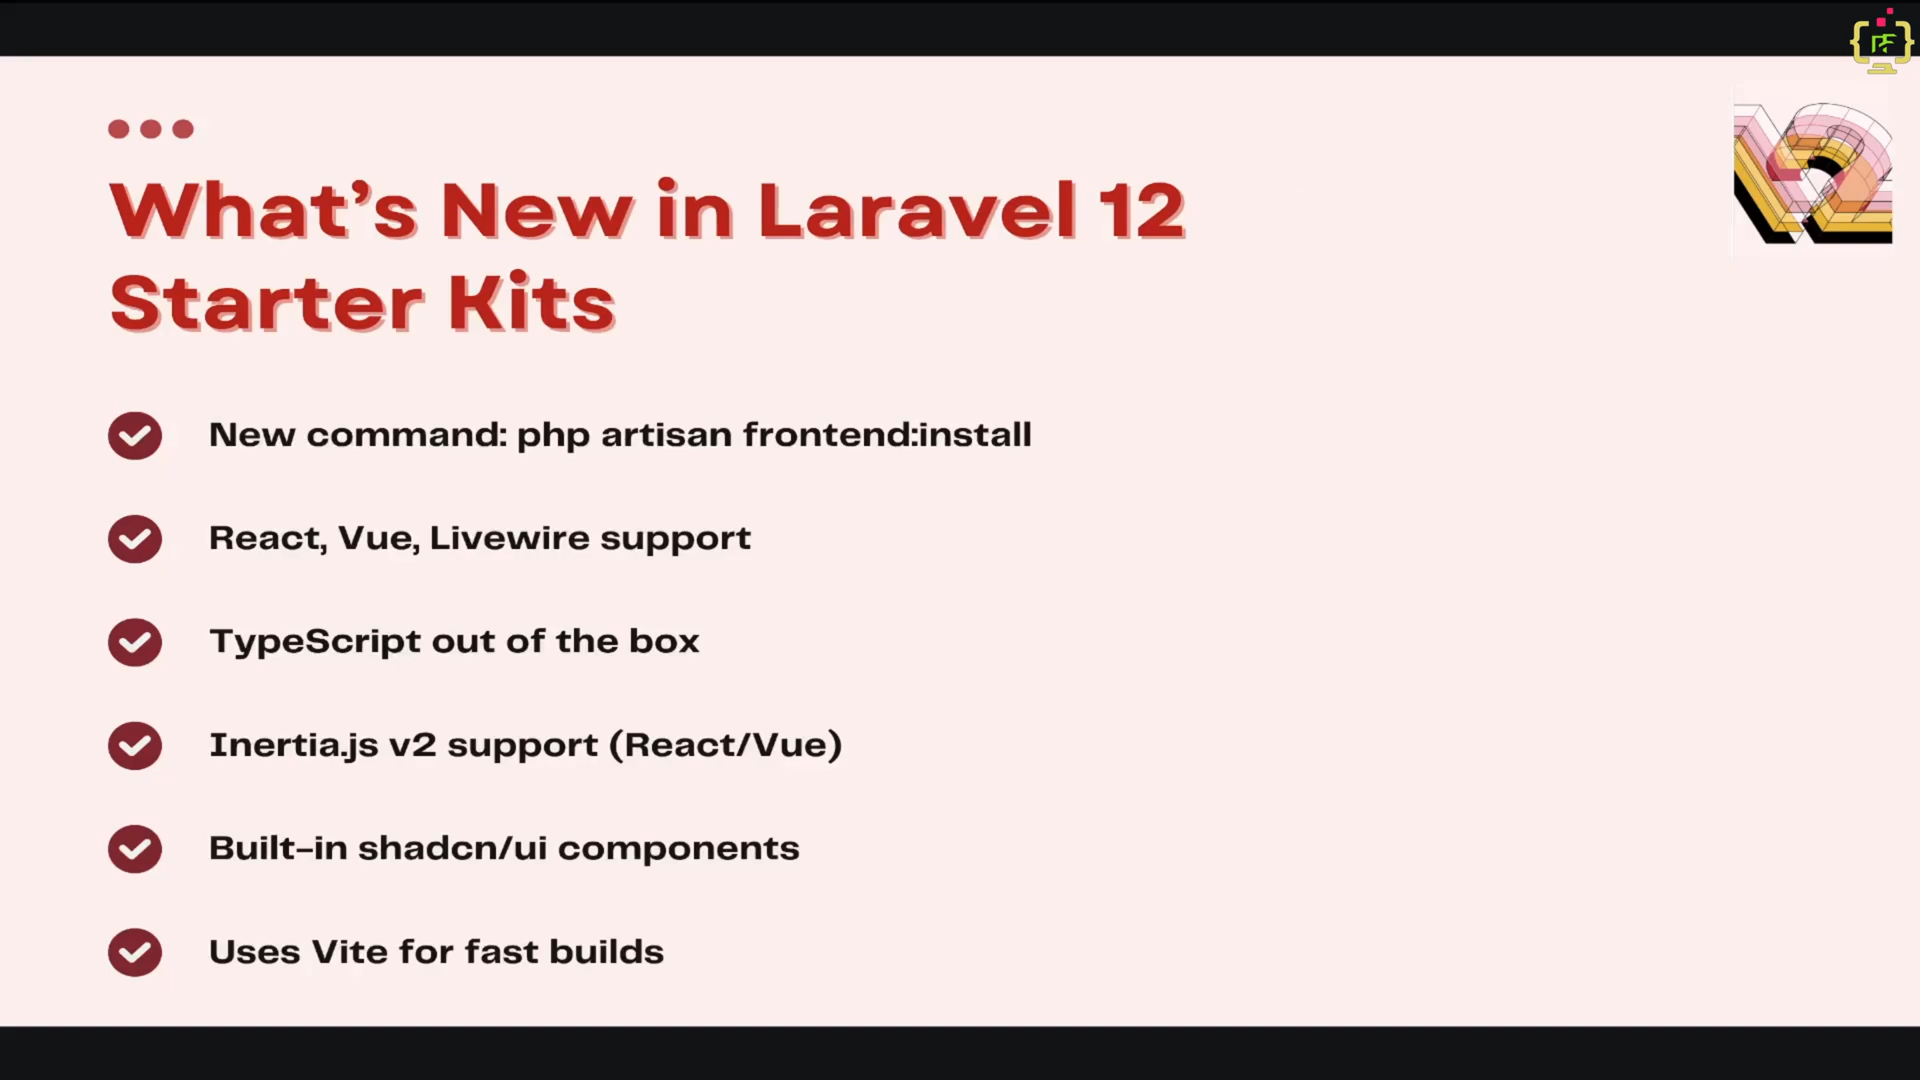 What's New in Laravel 12
Starter Kits
New command: php artisan frontend:install
React, Vue, Livewire support
TypeScript out of the box
Inertia.js v2 support (React/Vue)
Built-in shadcn/ui components
Uses Vite for fast builds